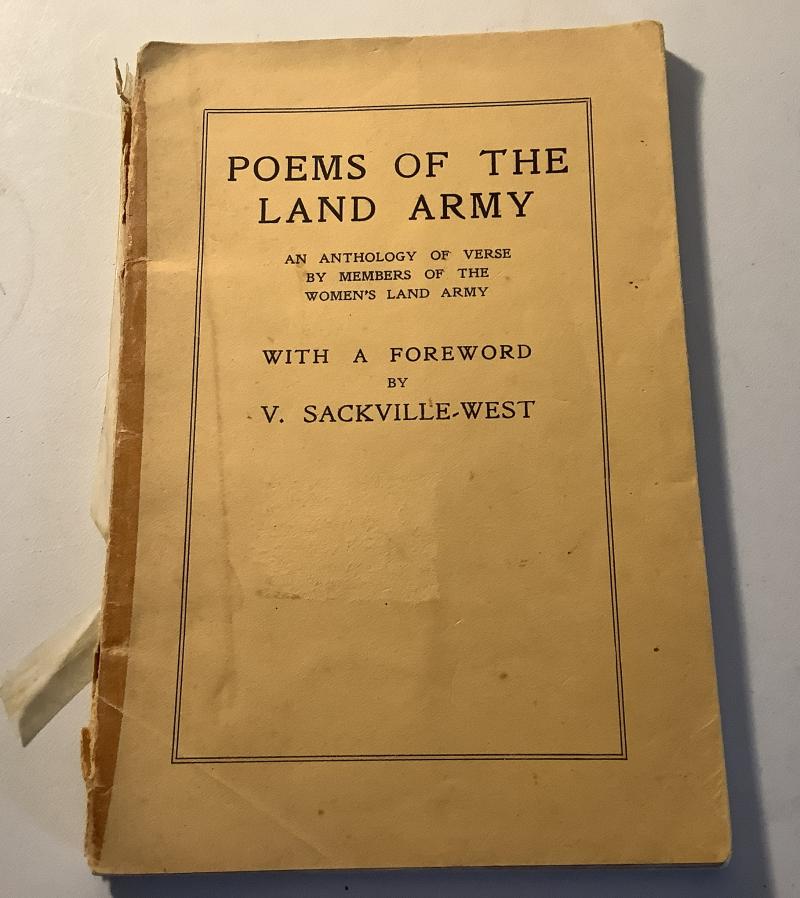 POEMS OF THE
LAND ARMY
AN ANTHOLOGY OF VERSE
BY MEMBERS OF THE
WOMEN'S LAND ARMY
WITH A FOREWORD
BY
V. SACKVILLE-WEST